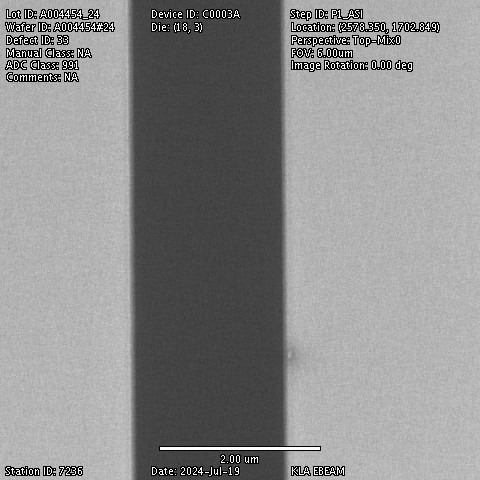 Lot ID: A004454_24
Wafer ID: A004454#24
Defect ID: 33
Manual Class: NA
ADC Class: 991
Comments: NA
Device ID: C0003A
Die: (18, 3)
Step ID: P1_ASI
Location: (2578.350, 1702.849)
Perspective: Top-Mix0
FOV: 6.00um
Image Rotation: 0.00 deg
2.00 um
Station ID: 7236
Date: 2024-Jul-19
KLA EBEAM